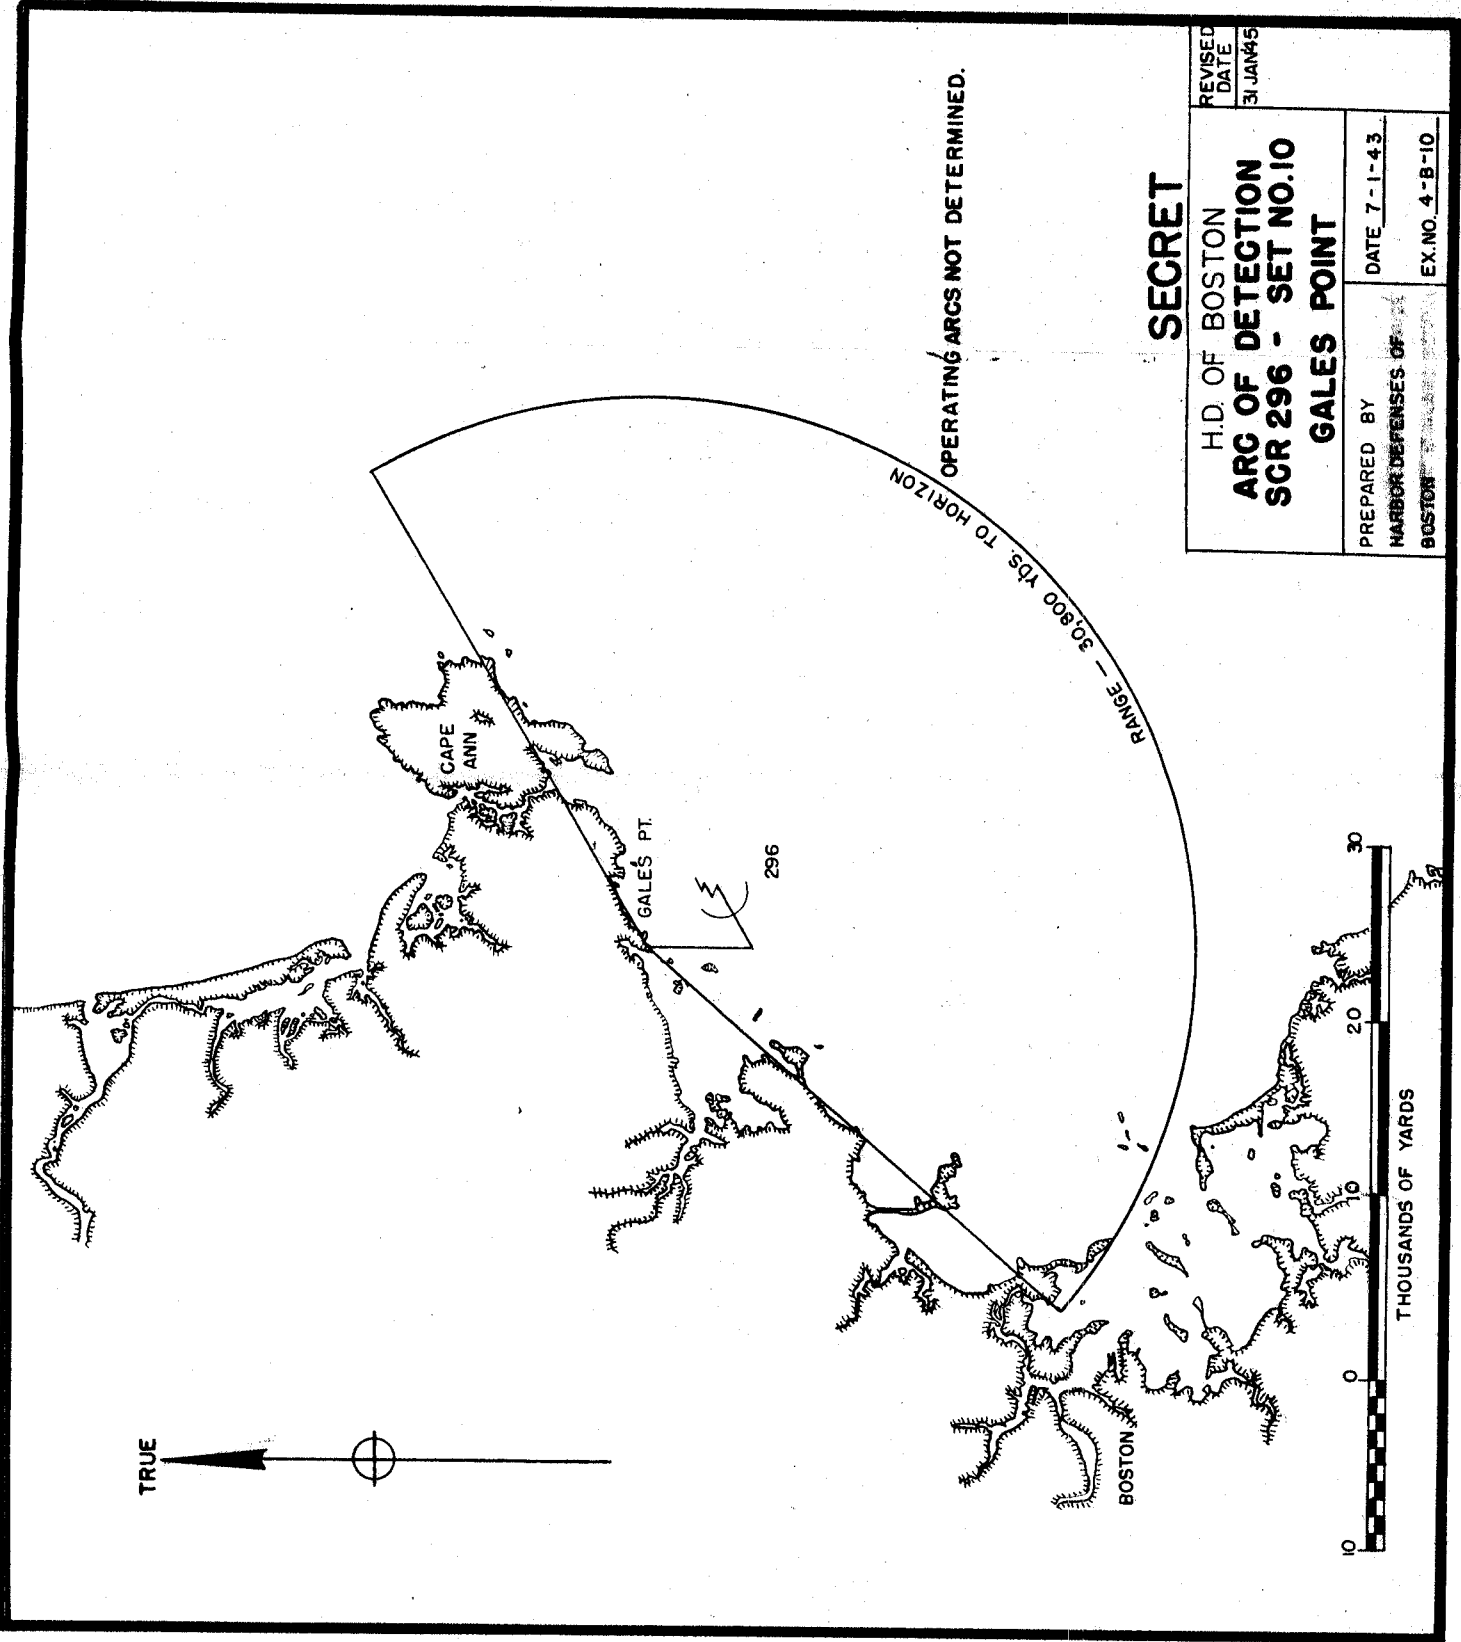 TRUE
CAPE
ANN
GALES PT.
296
BOSTON
RANGE — 30,800 YDS. TO HORIZON
OPERATING ARCS NOT DETERMINED.
10 0 10 20 30
THOUSANDS OF YARDS
SECRET
H.D. OF BOSTON
ARC OF DETECTION
SCR 296 - SET NO.10
GALES POINT
REVISED
DATE
31 JAN45
PREPARED BY
HARBOR DEFENSES OF
BOSTON
DATE 7-1-43
EX.NO. 4-B-10